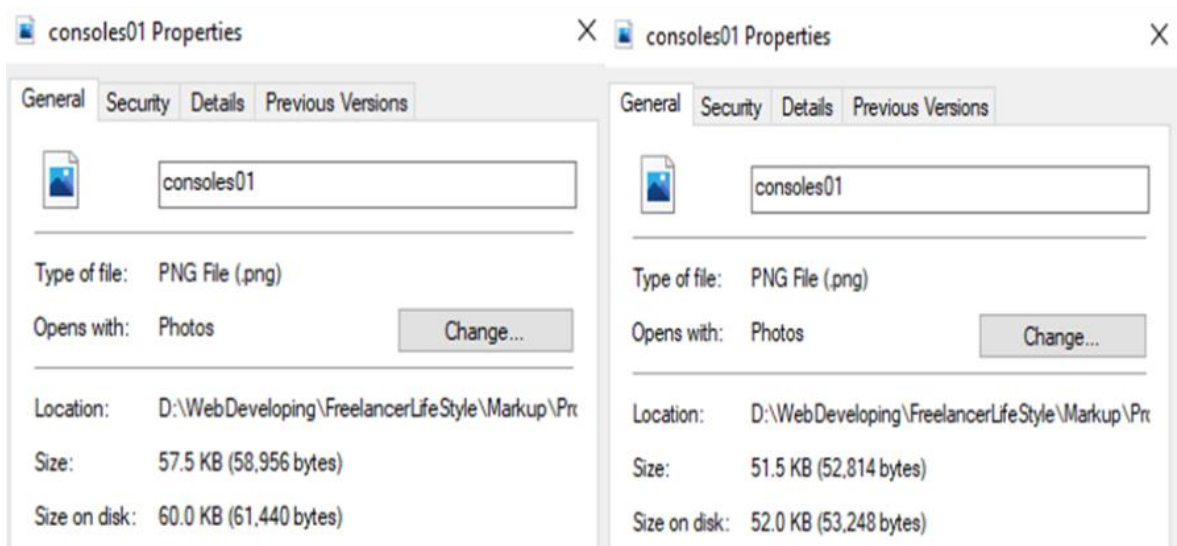 consoles01 Properties
General Security Details Previous Versions
consoles01
Type of file: PNG File (.png)
Opens with: Photos Change...
Location: D:\WebDeveloping\FreelancerLifeStyle\Markup\Pro
Size: 57.5 KB (58,956 bytes)
Size on disk: 60.0 KB (61,440 bytes)
consoles01 Properties
General Security Details Previous Versions
consoles01
Type of file: PNG File (.png)
Opens with: Photos Change...
Location: D:\WebDeveloping\FreelancerLifeStyle\Markup\Pro
Size: 51.5 KB (52,814 bytes)
Size on disk: 52.0 KB (53,248 bytes)